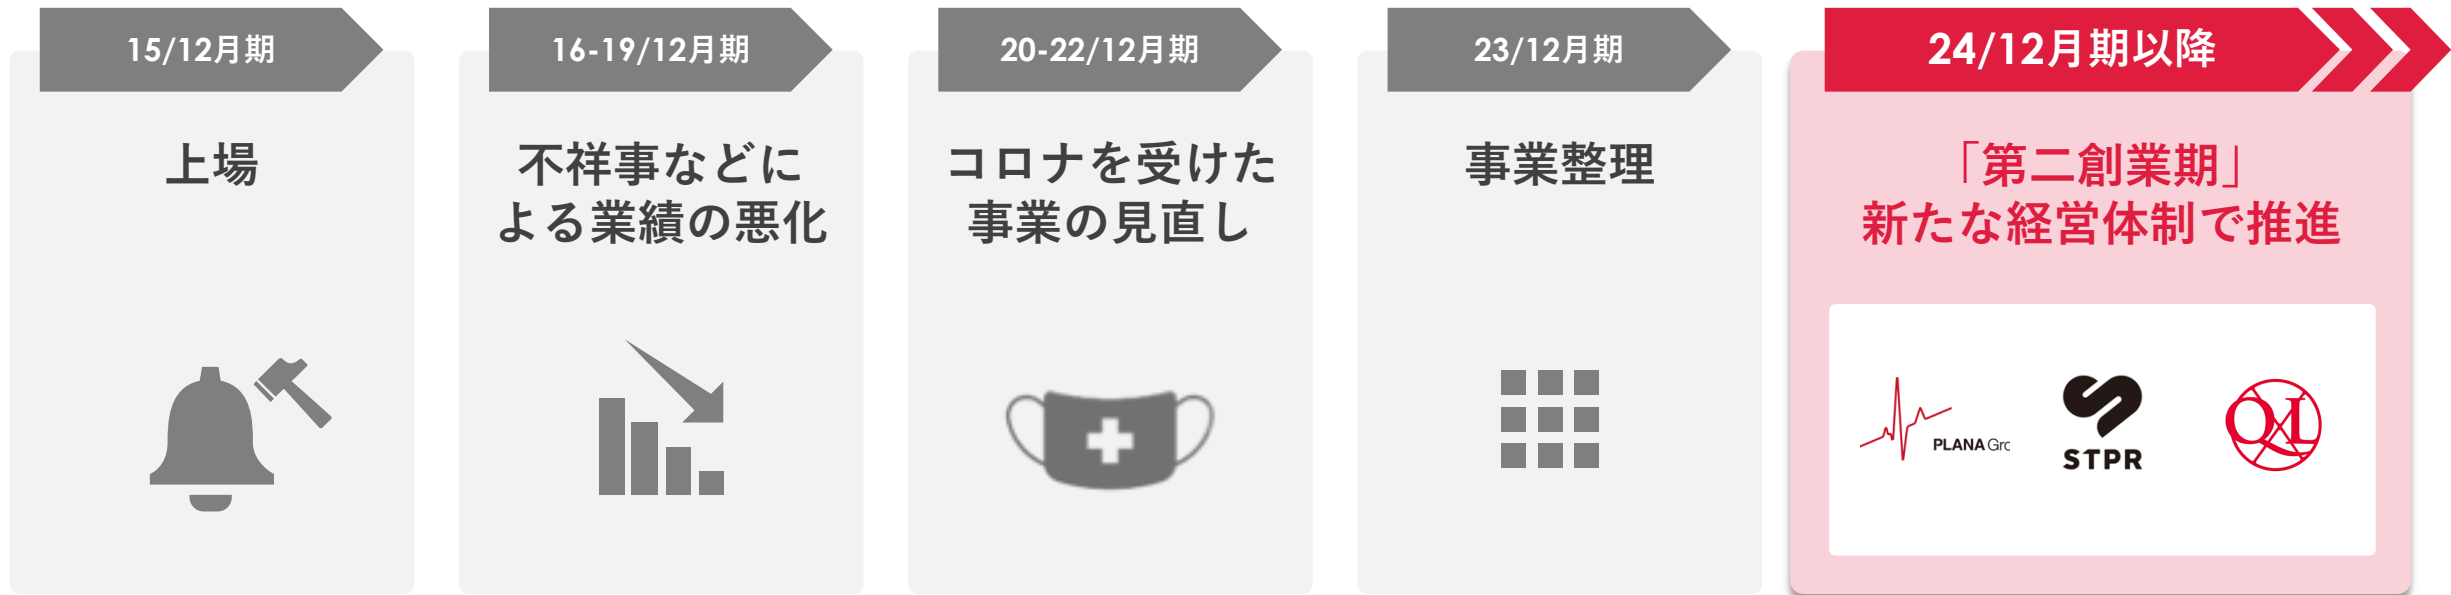 15/12月期
上場
16-19/12月期
不祥事などに
よる業績の悪化
20-22/12月期
コロナを受けた
事業の見直し
23/12月期
事業整理
24/12月期以降
「第二創業期」
新たな経営体制で推進
PLANA Grc
STPR
QL